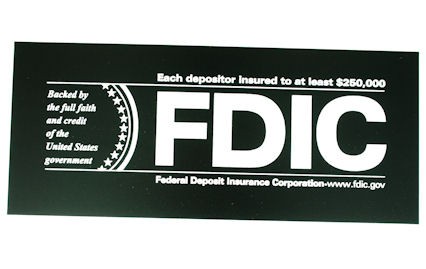 Each depositor insured to at least $250,000
Backed by
the full faith
and credit
of the
United States
government
FDIC
Federal Deposit Insurance Corporation-www.fdic.gov